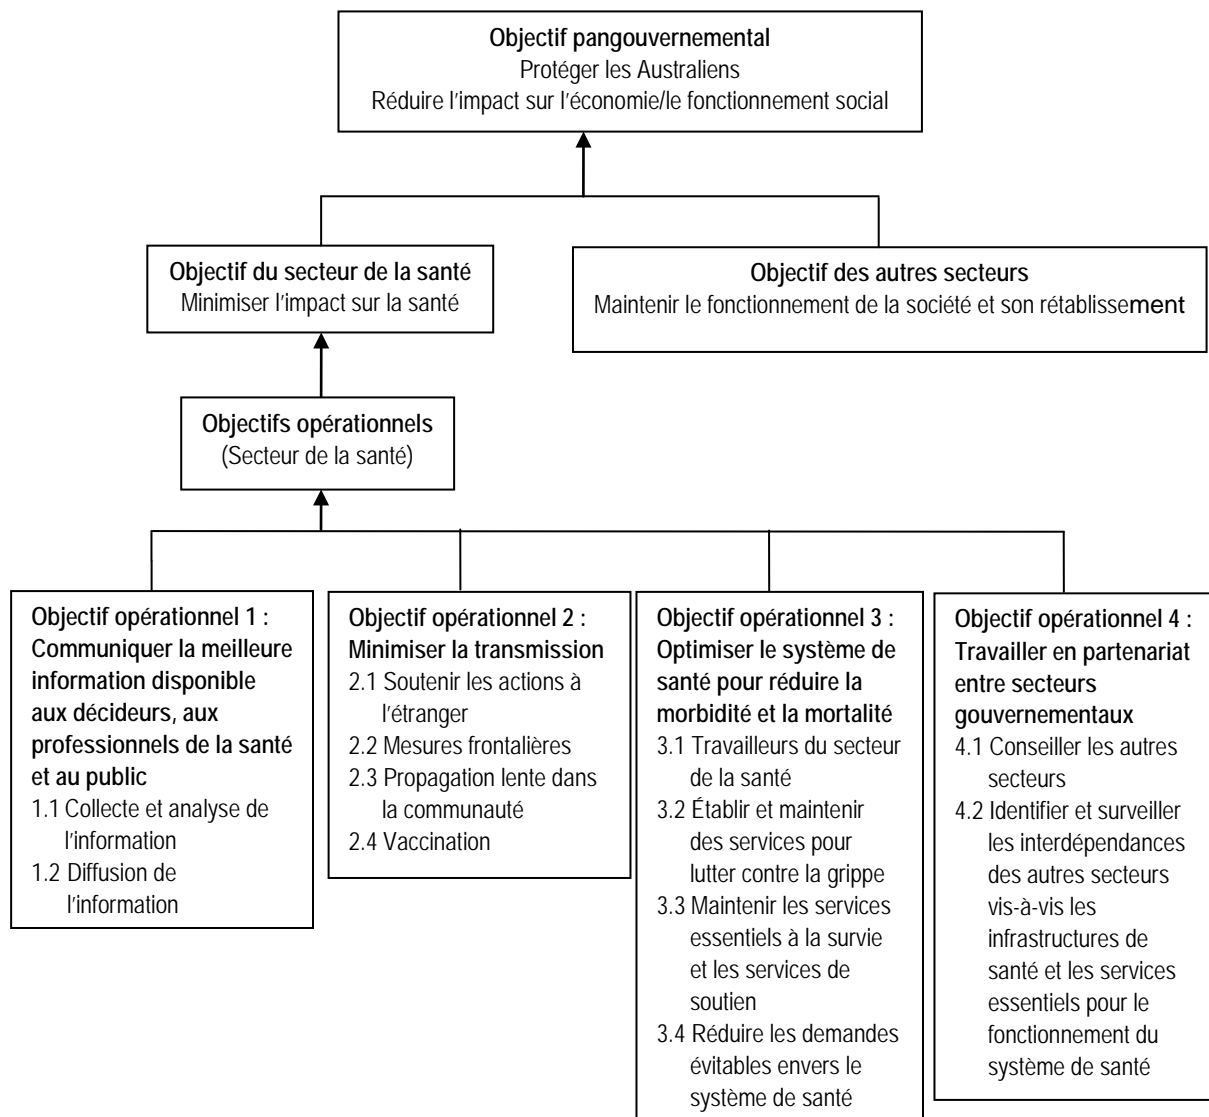 Objectif pangouvernemental
Protéger les Australiens
Réduire l'impact sur l'économie/le fonctionnement social
Objectif du secteur de la santé
Minimiser l'impact sur la santé
Objectif des autres secteurs
Maintenir le fonctionnement de la société et son rétablissement
Objectifs opérationnels
(Secteur de la santé)
Objectif opérationnel 1 :
Communiquer la meilleure
information disponible
aux décideurs, aux
professionnels de la santé
et au public
1.1 Collecte et analyse de
l'information
1.2 Diffusion de
l'information
Objectif opérationnel 2 :
Minimiser la transmission
2.1 Soutenir les actions à
l'étranger
2.2 Mesures frontalières
2.3 Propagation lente dans
la communauté
2.4 Vaccination
Objectif opérationnel 3 :
Optimiser le système de
santé pour réduire la
morbidité et la mortalité
3.1 Travailleurs du secteur
de la santé
3.2 Établir et maintenir
des services pour
lutter contre la grippe
3.3 Maintenir les services
essentiels à la survie
et les services de
soutien
3.4 Réduire les demandes
évitables envers le
système de santé
Objectif opérationnel 4 :
Travailler en partenariat
entre secteurs
gouvernementaux
4.1 Conseiller les autres
secteurs
4.2 Identifier et surveiller
les interdépendances
des autres secteurs
vis-à-vis les
infrastructures de
santé et les services
essentiels pour le
fonctionnement du
système de santé